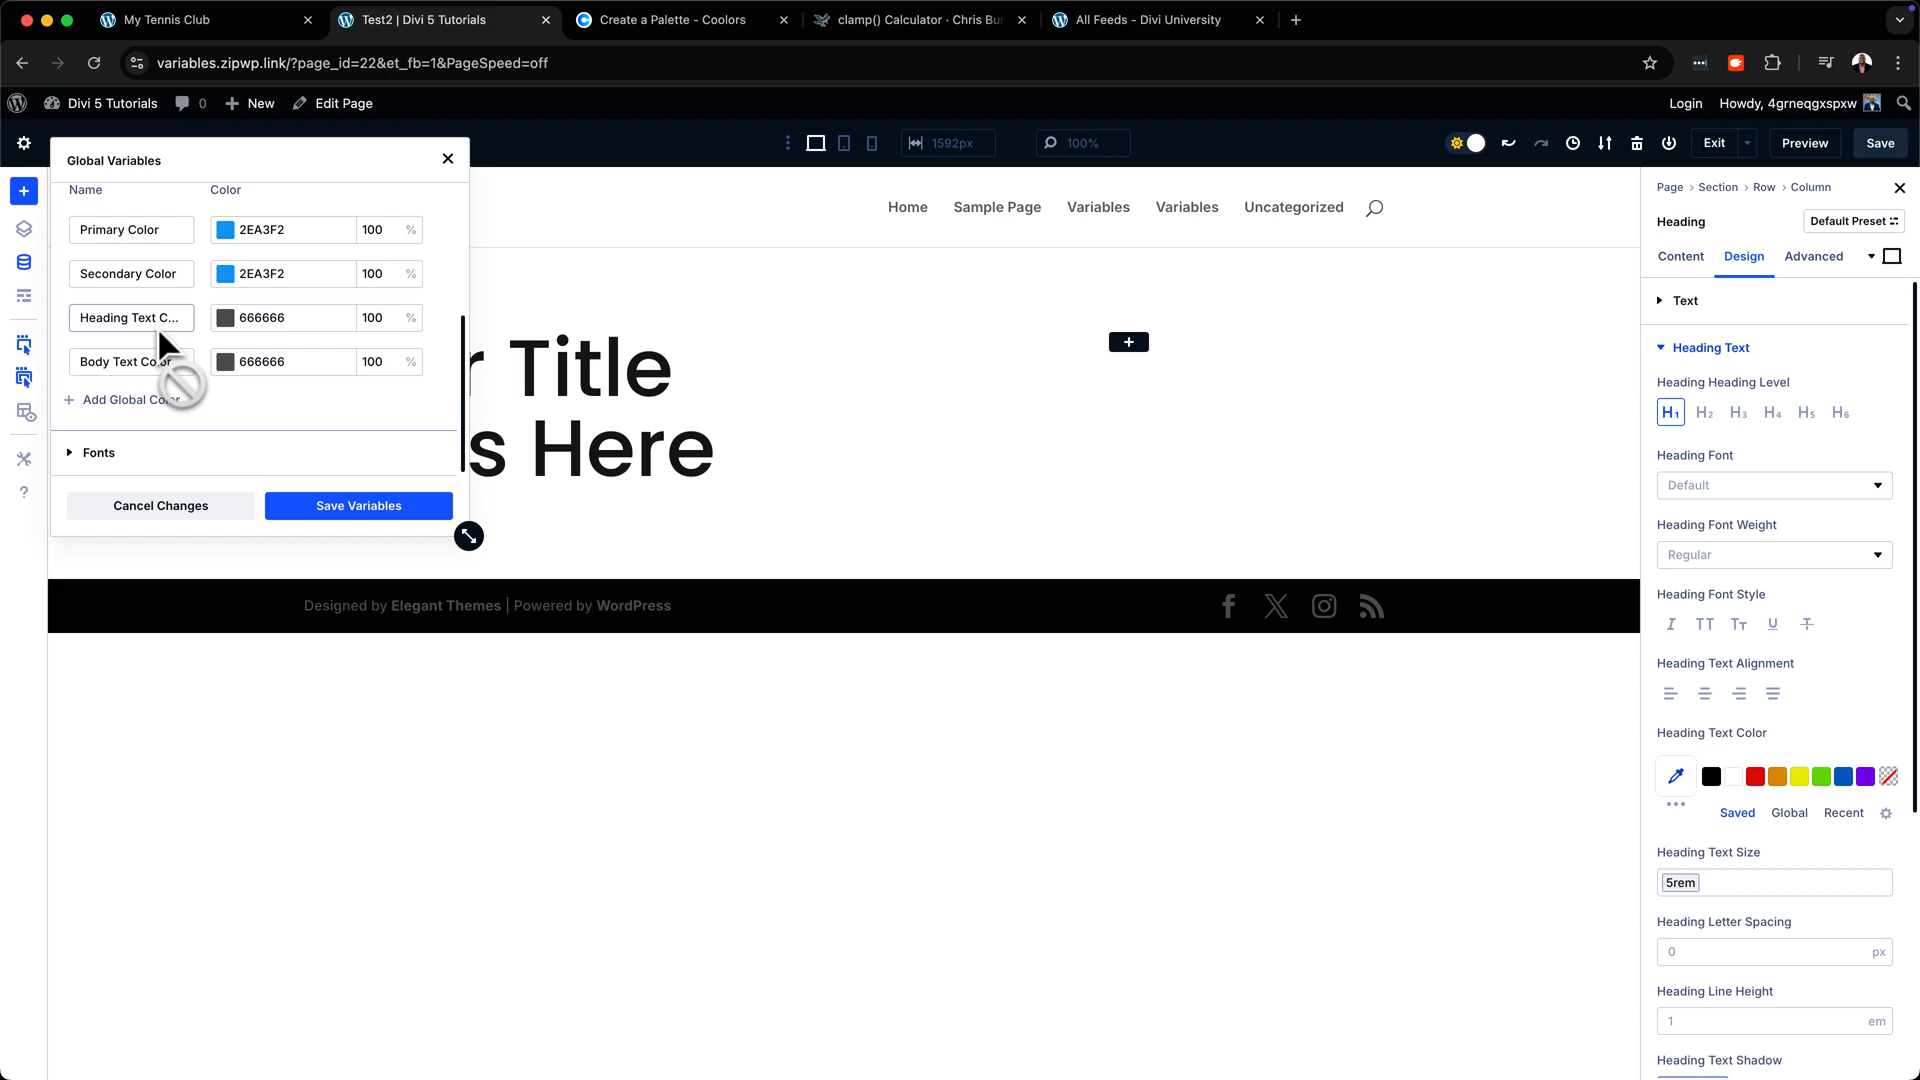 My Tennis Club
Test2 | Divi 5 Tutorials
Create a Palette - Coolors
clamp() Calculator · Chris Bur
All Feeds - Divi University
variables.zipwp.link/?page_id=22&et_fb=1&PageSpeed=off
Divi 5 Tutorials
0
New
Edit Page
Login
Howdy, 4grneqgxspxw
1592px
100%
Exit
Preview
Save
Global Variables
Name
Color
Primary Color
2EA3F2
100
%
Secondary Color
2EA3F2
100
%
Heading Text C...
666666
100
%
Body Text Color
666666
100
%
Add Global Color
Fonts
Cancel Changes
Save Variables
Home
Sample Page
Variables
Variables
Uncategorized
r Title
s Here
Designed by Elegant Themes | Powered by WordPress
Page > Section > Row > Column
Heading
Default Preset
Content
Design
Advanced
Text
Heading Text
Heading Heading Level
H1
H2
H3
H4
H5
H6
Heading Font
Default
Heading Font Weight
Regular
Heading Font Style
I
TT
Tт
U
Heading Text Alignment
Heading Text Color
Saved
Global
Recent
Heading Text Size
5rem
Heading Letter Spacing
0
px
Heading Line Height
1
em
Heading Text Shadow